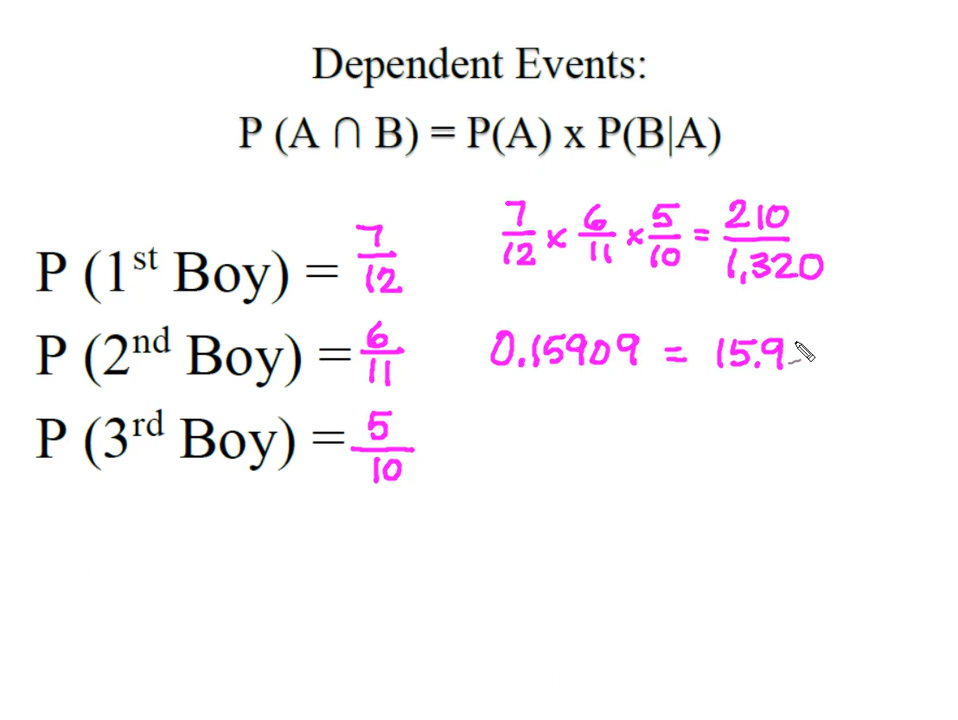 Dependent Events:
P (A ∩ B) = P(A) x P(B|A)
P (1st Boy) = 7/12
P (2nd Boy) = 6/11
P (3rd Boy) = 5/10
7/12 x 6/11 x 5/10 = 210/1,320
0.15909 = 15.9